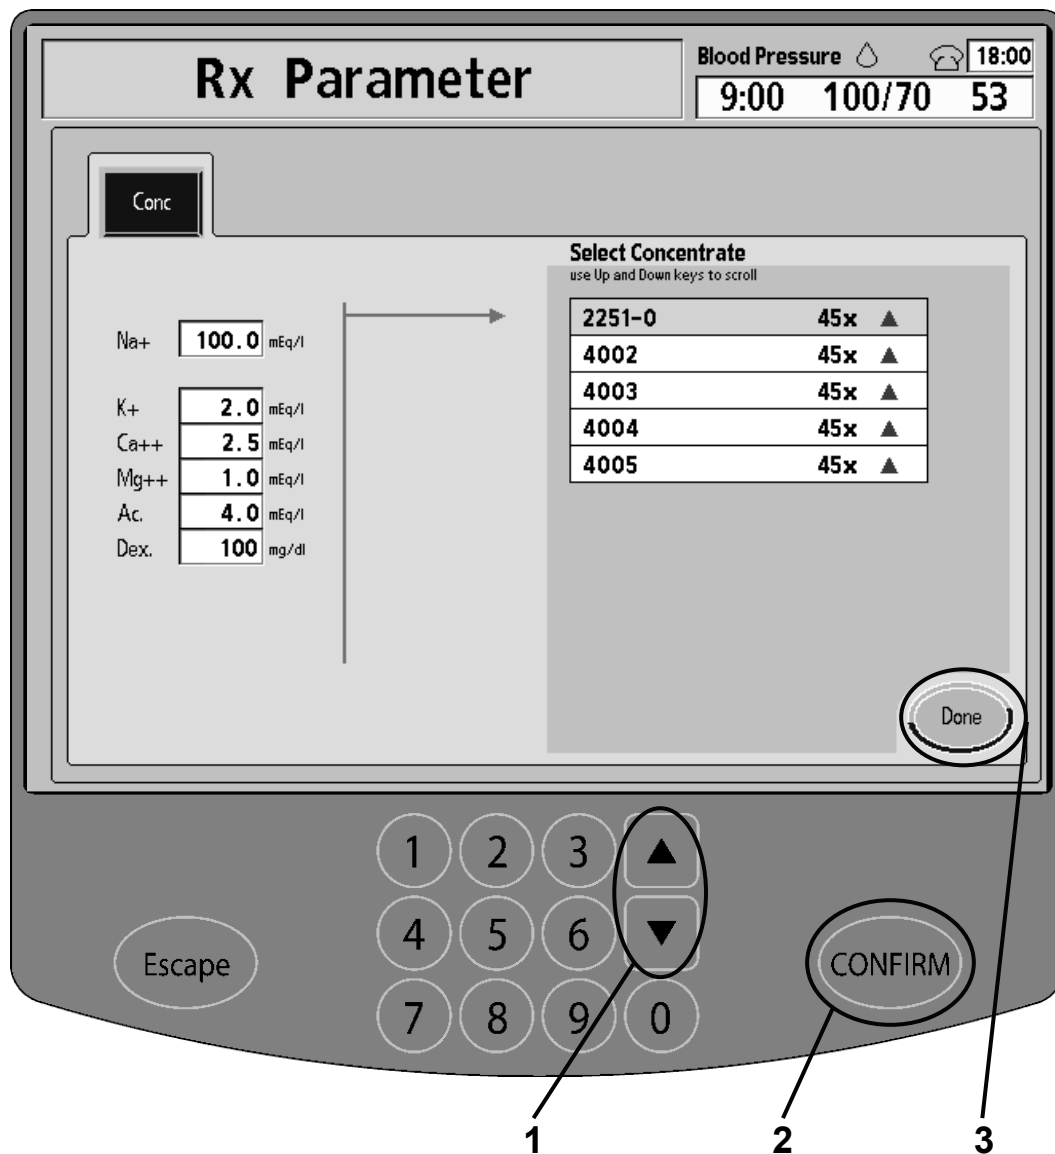 Rx Parameter
Blood Pressure 18:00
9:00 100/70 53
Conc
Select Concentrate
use Up and Down keys to scroll
2251-0 45x ▲
4002 45x ▲
4003 45x ▲
4004 45x ▲
4005 45x ▲
Na+ 100.0 mEq/l
K+ 2.0 mEq/l
Ca++ 2.5 mEq/l
Mg++ 1.0 mEq/l
Ac. 4.0 mEq/l
Dex. 100 mg/dl
Done
1 2 3 ▲
4 5 6 ▼
7 8 9 0
Escape
CONFIRM
1 2 3